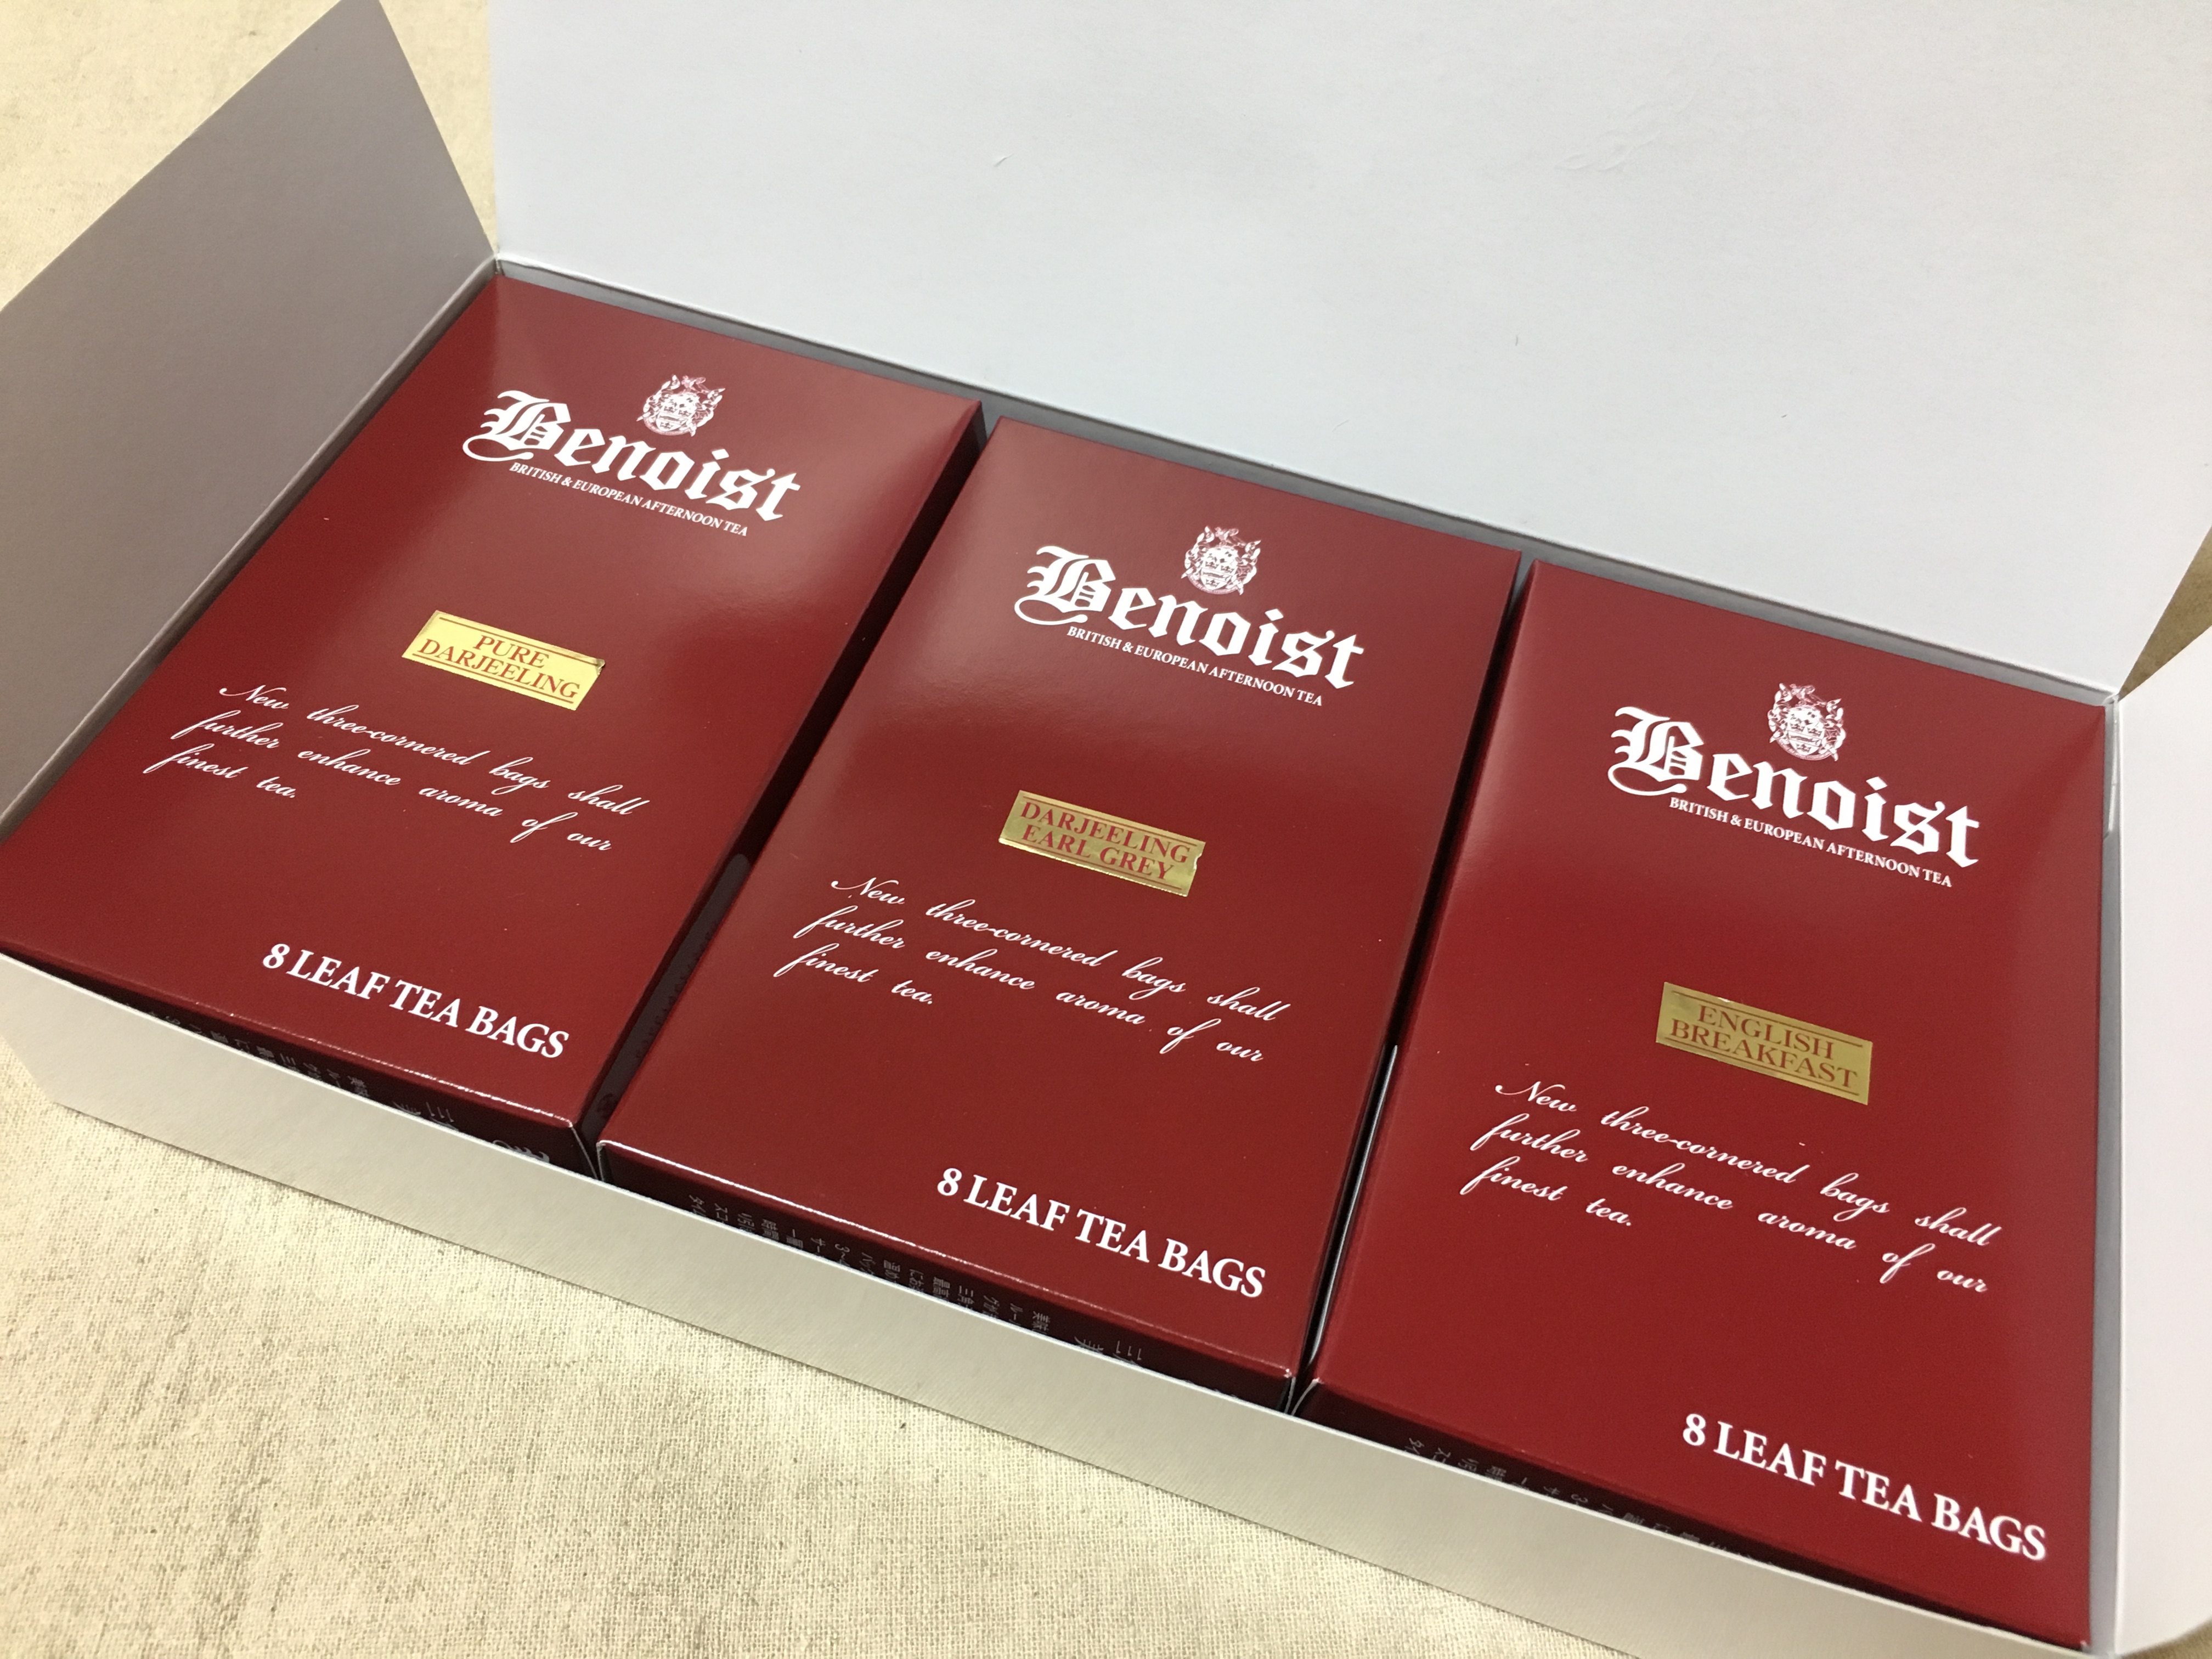 Benoist
BRITISH & EUROPEAN AFTERNOON TEA
PURE
DARJEELING
New three-cornered bags shall
further enhance aroma of our
finest tea.
8 LEAF TEA BAGS
Benoist
BRITISH & EUROPEAN AFTERNOON TEA
DARJEELING
EARL GREY
New three-cornered bags shall
further enhance aroma of our
finest tea.
8 LEAF TEA BAGS
Benoist
BRITISH & EUROPEAN AFTERNOON TEA
ENGLISH
BREAKFAST
New three-cornered bags shall
further enhance aroma of our
finest tea.
8 LEAF TEA BAGS